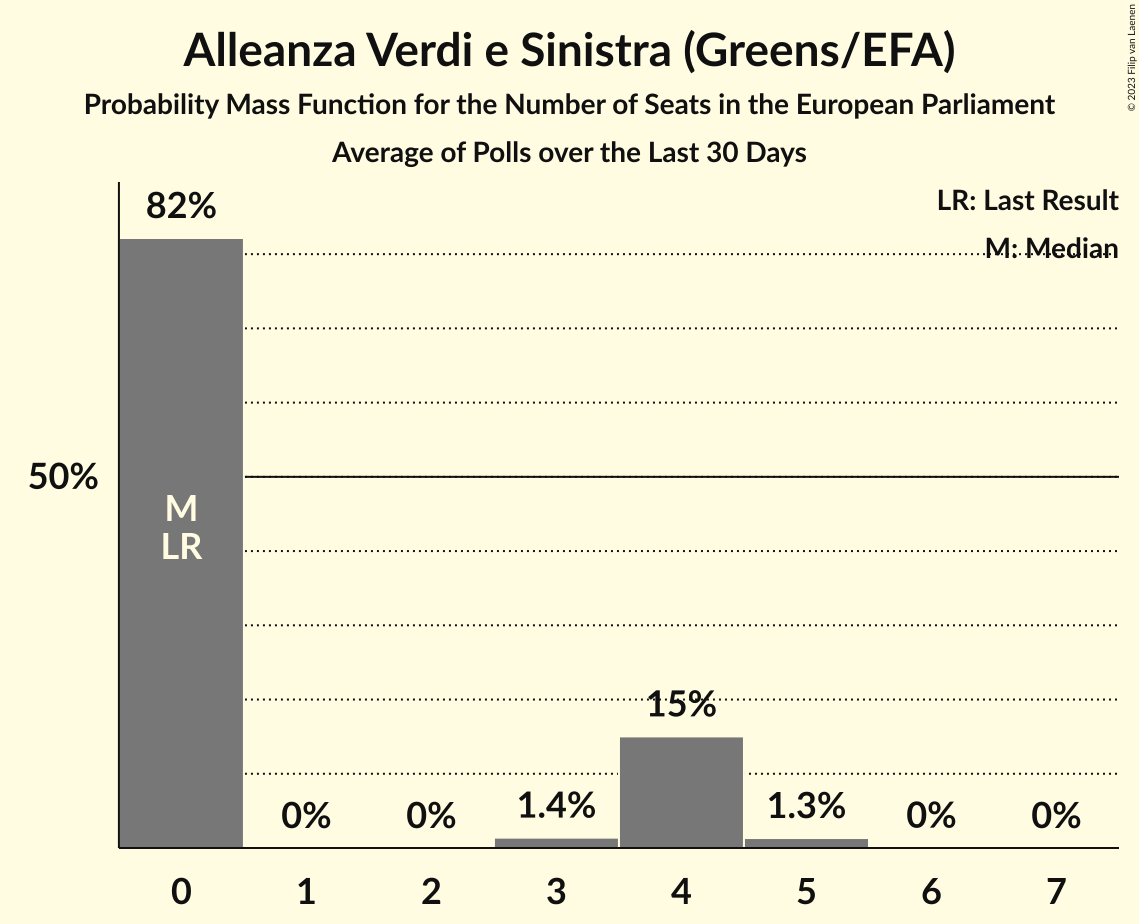 Alleanza Verdi e Sinistra (Greens/EFA)
Probability Mass Function for the Number of Seats in the European Parliament
Average of Polls over the Last 30 Days
© 2023 Filip van Laenen
LR: Last Result
M: Median
82%
50%
M
LR
0%
0%
1.4%
15%
1.3%
0%
0%
0
1
2
3
4
5
6
7